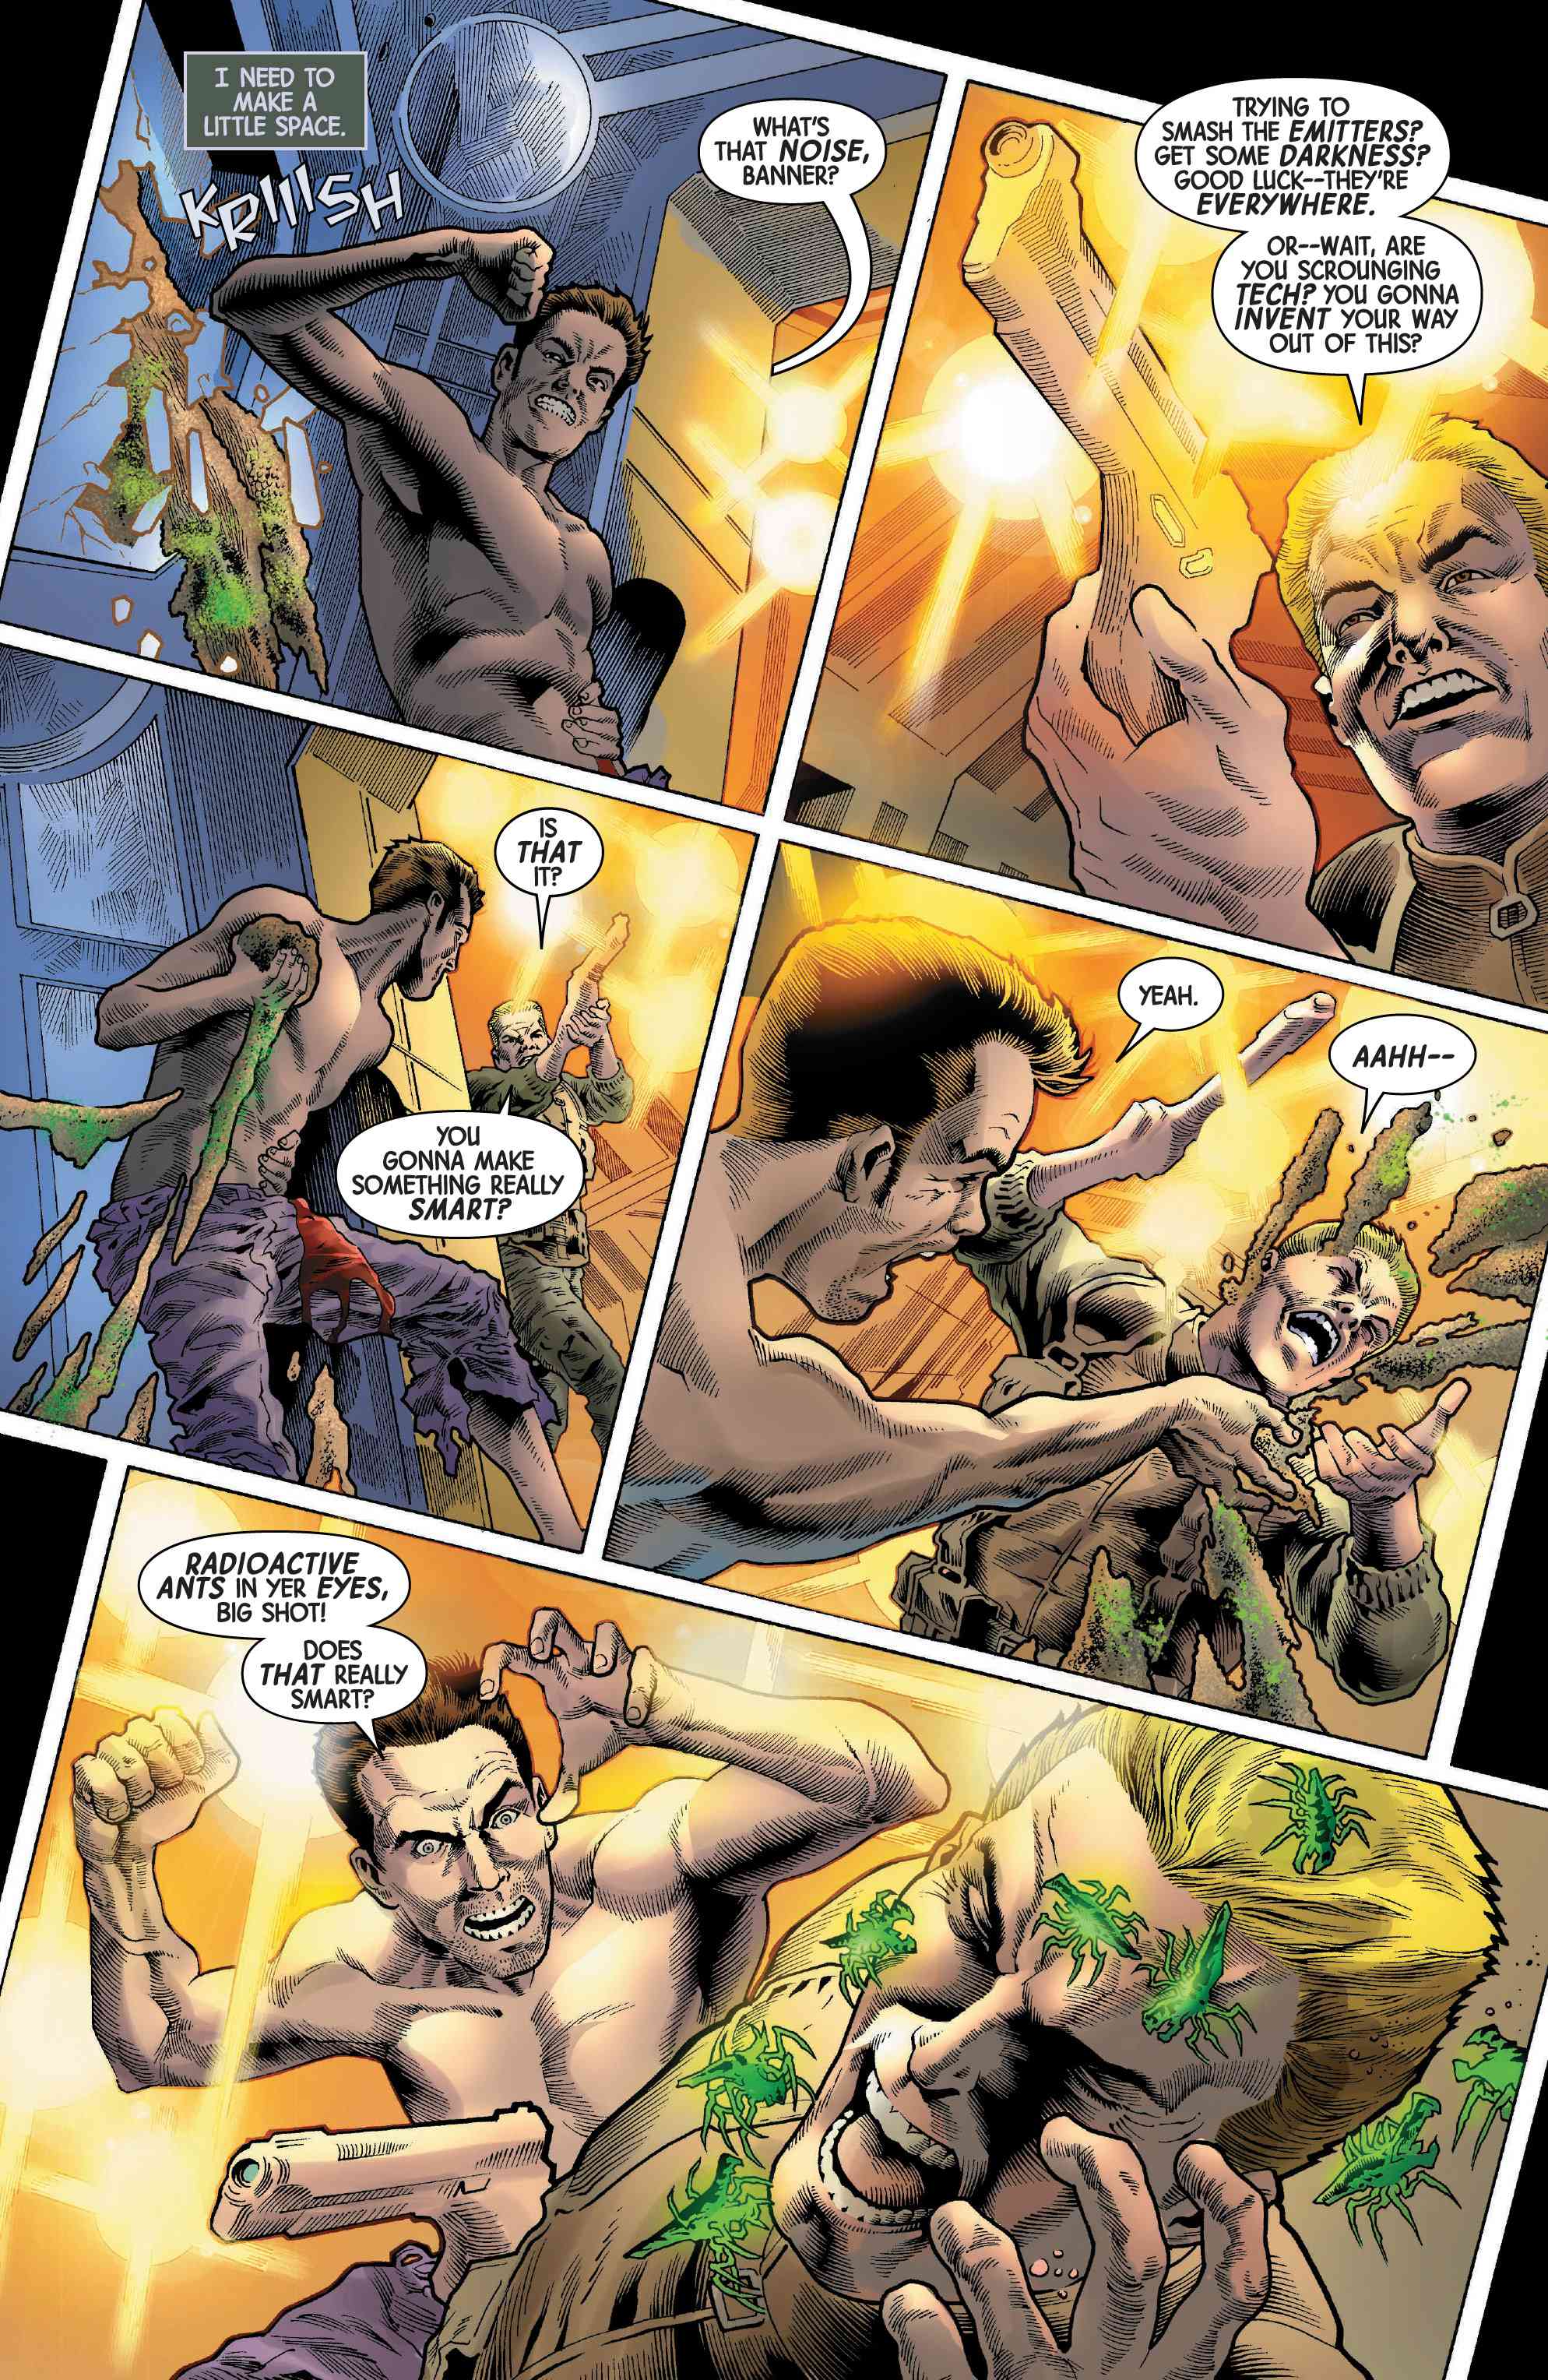 I NEED TO
MAKE A
LITTLE SPACE.
KRIIISH
WHAT'S
THAT NOISE,
BANNER?
TRYING TO
SMASH THE EMITTERS?
GET SOME DARKNESS?
GOOD LUCK--THEY'RE
EVERYWHERE.
OR--WAIT, ARE
YOU SCROUNGING
TECH? YOU GONNA
INVENT YOUR WAY
OUT OF THIS?
IS
THAT
IT?
YOU
GONNA MAKE
SOMETHING REALLY
SMART?
YEAH.
AAHH--
RADIOACTIVE
ANTS IN YER EYES,
BIG SHOT!
DOES
THAT REALLY
SMART?